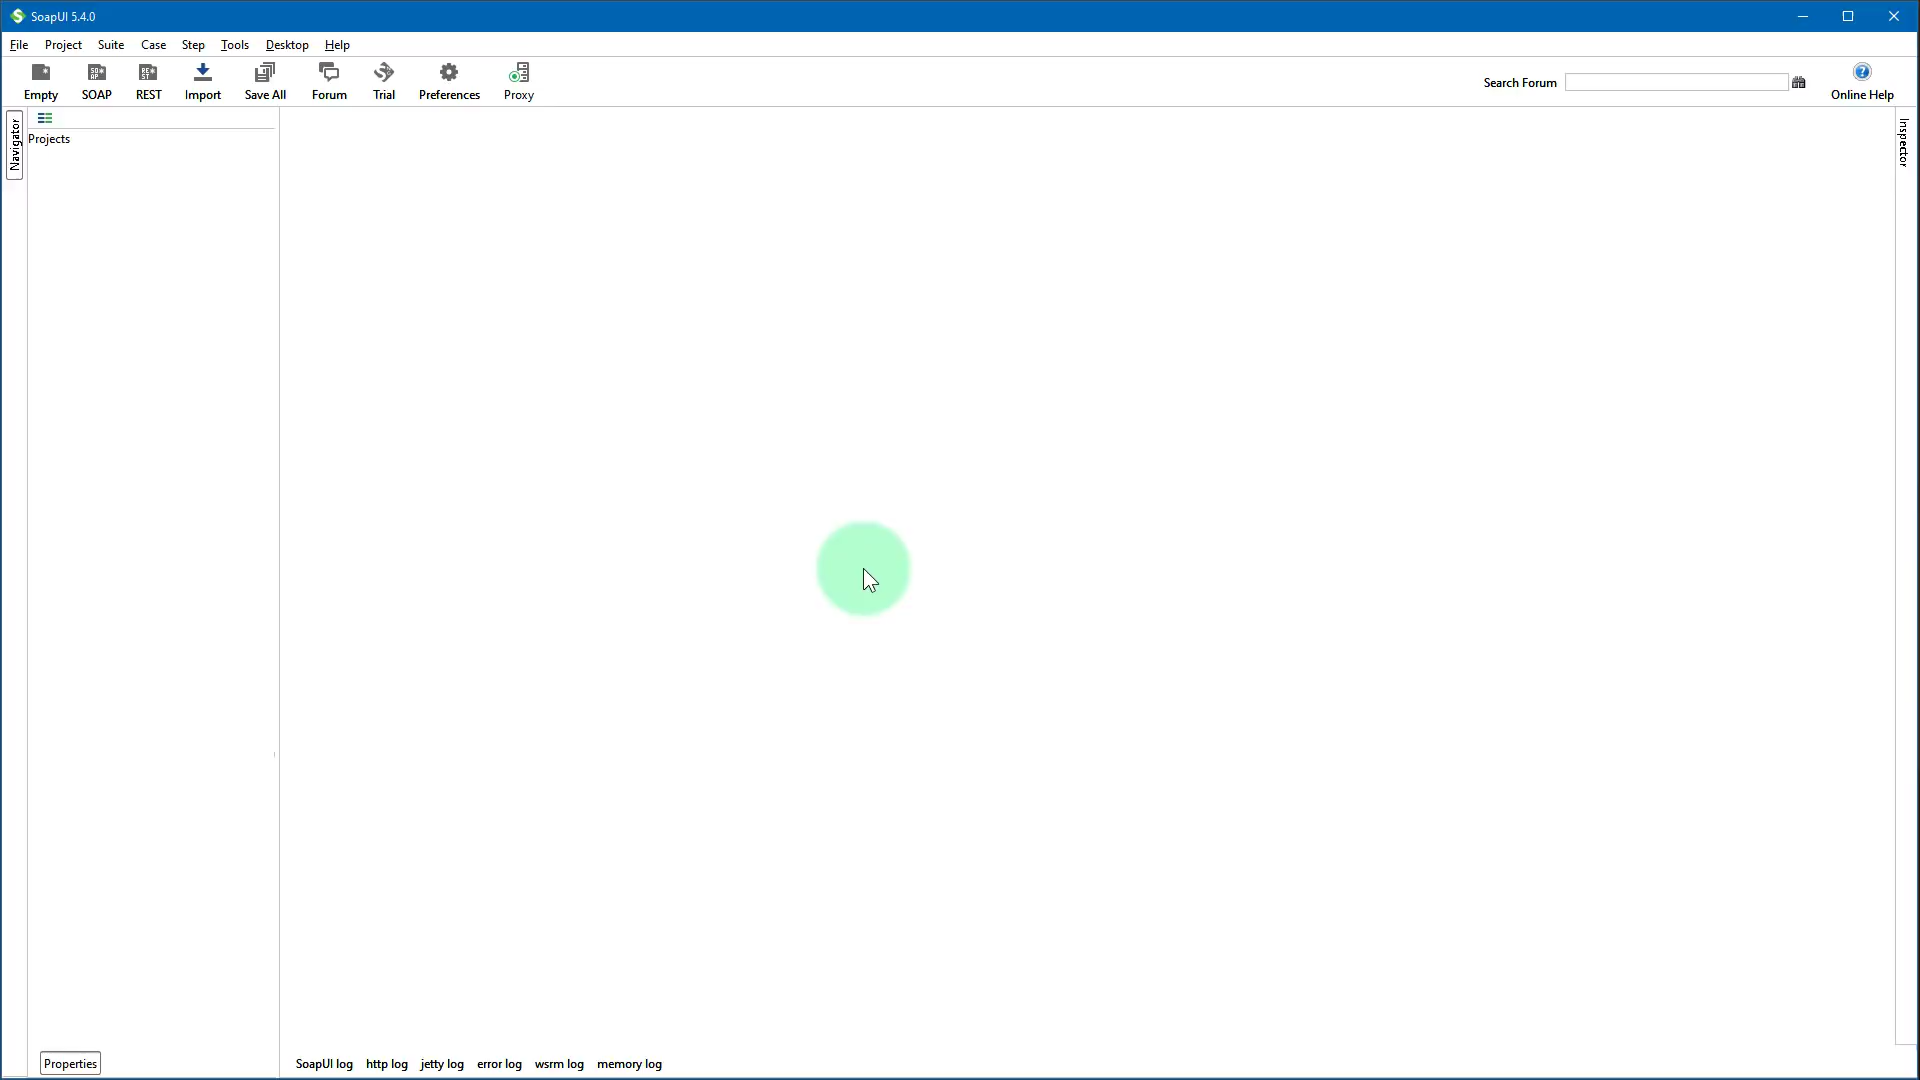 SoapUI 5.4.0
File Project Suite Case Step Tools Desktop Help
Empty SOAP REST Import Save All Forum Trial Preferences Proxy Search Forum Online Help
Navigator
Projects
Inspector
Properties
SoapUI log http log jetty log error log wsrm log memory log